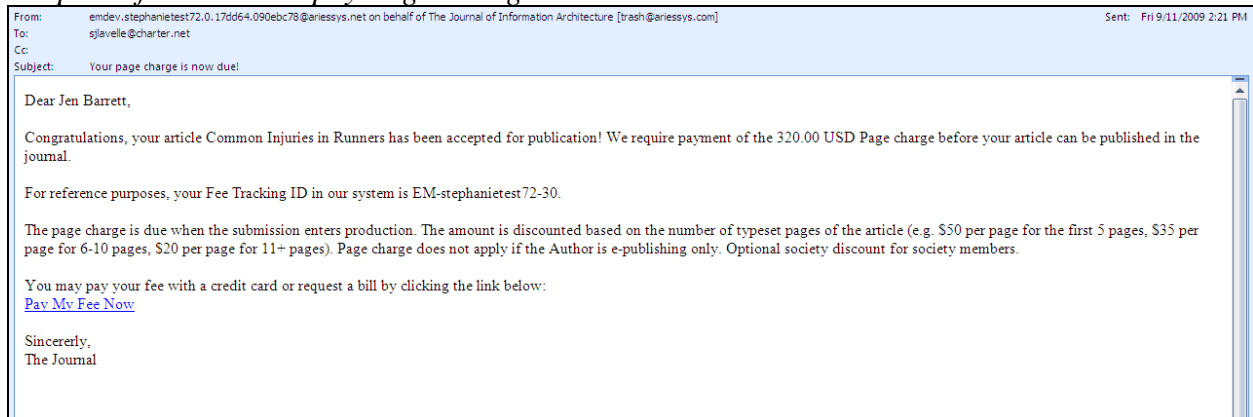 From: emdev.stephanietest72.0.17dd64.090ebc78@ariessys.net on behalf of The Journal of Information Architecture [trash@ariessys.com] Sent: Fri 9/11/2009 2:21 PM
To: sjlavelle@charter.net
Cc:
Subject: Your page charge is now due!
Dear Jen Barrett,
Congratulations, your article Common Injuries in Runners has been accepted for publication! We require payment of the 320.00 USD Page charge before your article can be published in the
journal.
For reference purposes, your Fee Tracking ID in our system is EM-stephanietest72-30.
The page charge is due when the submission enters production. The amount is discounted based on the number of typeset pages of the article (e.g. $50 per page for the first 5 pages, $35 per
page for 6-10 pages, $20 per page for 11+ pages). Page charge does not apply if the Author is e-publishing only. Optional society discount for society members.
You may pay your fee with a credit card or request a bill by clicking the link below:
Pay My Fee Now
Sincererly,
The Journal